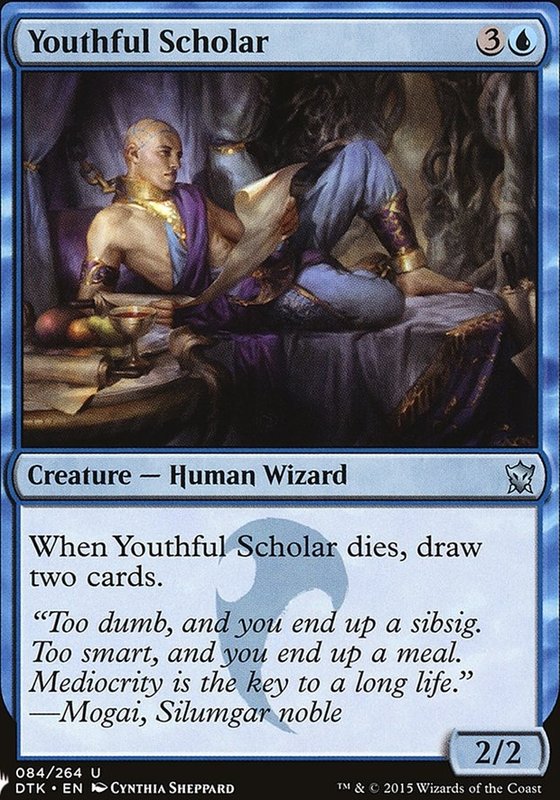 Youthful Scholar 3
Creature — Human Wizard
When Youthful Scholar dies, draw
two cards.
“Too dumb, and you end up a sibsig.
Too smart, and you end up a meal.
Mediocrity is the key to a long life.”
—Mogai, Silumgar noble
2/2
084/264 U
DTK • EN Cynthia Sheppard
™ & © 2015 Wizards of the Coast